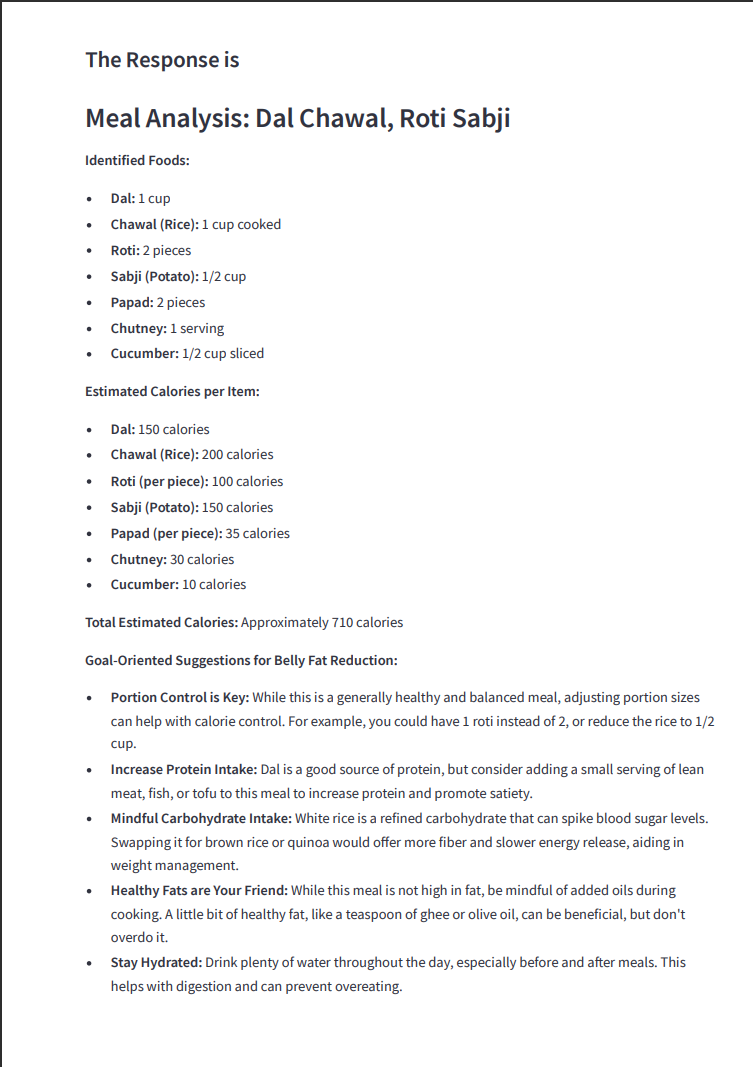 The Response is
Meal Analysis: Dal Chawal, Roti Sabji
Identified Foods:
• Dal: 1 cup
• Chawal (Rice): 1 cup cooked
• Roti: 2 pieces
• Sabji (Potato): 1/2 cup
• Papad: 2 pieces
• Chutney: 1 serving
• Cucumber: 1/2 cup sliced
Estimated Calories per Item:
• Dal: 150 calories
• Chawal (Rice): 200 calories
• Roti (per piece): 100 calories
• Sabji (Potato): 150 calories
• Papad (per piece): 35 calories
• Chutney: 30 calories
• Cucumber: 10 calories
Total Estimated Calories: Approximately 710 calories
Goal-Oriented Suggestions for Belly Fat Reduction:
• Portion Control is Key: While this is a generally healthy and balanced meal, adjusting portion sizes
can help with calorie control. For example, you could have 1 roti instead of 2, or reduce the rice to 1/2
cup.
• Increase Protein Intake: Dal is a good source of protein, but consider adding a small serving of lean
meat, fish, or tofu to this meal to increase protein and promote satiety.
• Mindful Carbohydrate Intake: White rice is a refined carbohydrate that can spike blood sugar levels.
Swapping it for brown rice or quinoa would offer more fiber and slower energy release, aiding in
weight management.
• Healthy Fats are Your Friend: While this meal is not high in fat, be mindful of added oils during
cooking. A little bit of healthy fat, like a teaspoon of ghee or olive oil, can be beneficial, but don't
overdo it.
• Stay Hydrated: Drink plenty of water throughout the day, especially before and after meals. This
helps with digestion and can prevent overeating.